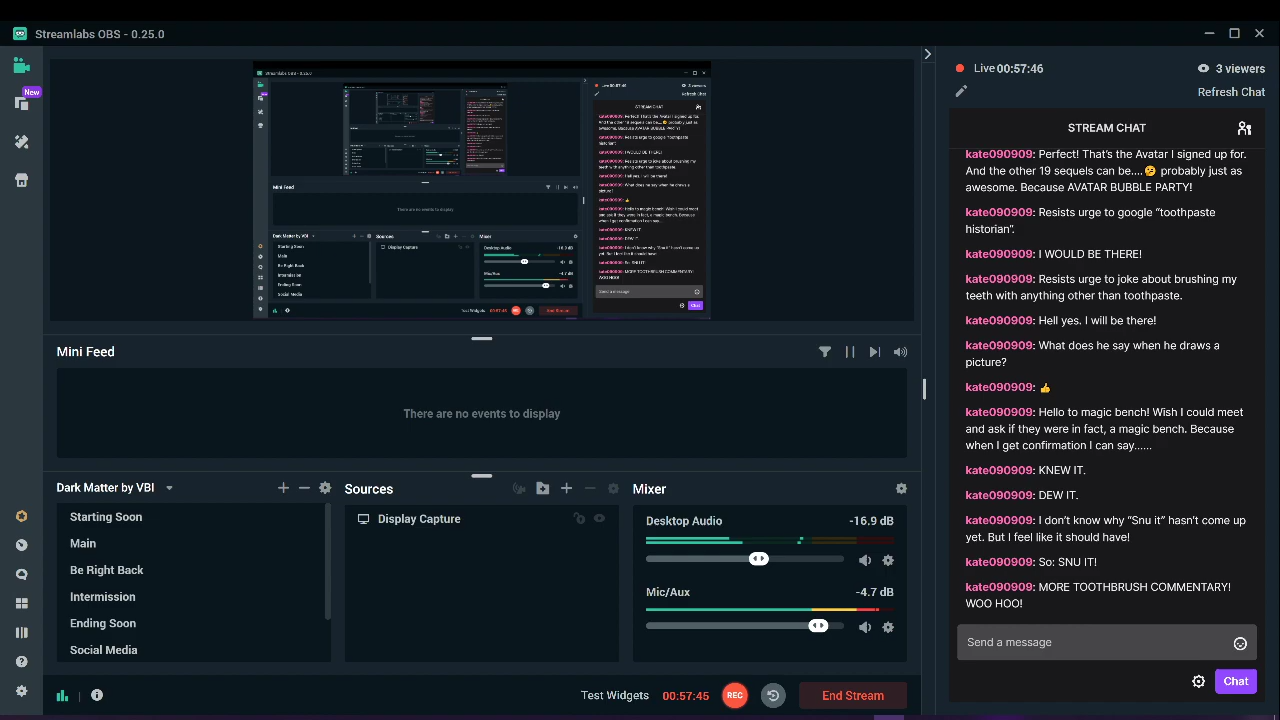 Streamlabs OBS - 0.25.0
New
Streamlabs OBS - 0.25.0
Live 00:57:46
3 viewers
Refresh Chat
STREAM CHAT
kate090909: Perfect! That's the Avatar I signed up for.
And the other 19 sequels can be.... probably just as
awesome. Because AVATAR BUBBLE PARTY!
kate090909: Resists urge to google “toothpaste
historian”.
kate090909: I WOULD BE THERE!
kate090909: Resists urge to joke about brushing my
teeth with anything other than toothpaste.
kate090909: Hell yes. I will be there!
kate090909: What does he say when he draws a
picture?
kate090909: 👍
kate090909: Hello to magic bench! Wish I could meet
and ask if they were in fact, a magic bench. Because
when I get confirmation I can say......
kate090909: KNEW IT.
kate090909: DEW IT.
kate090909: I don't know why “Snu it” hasn't come up
yet. But I feel like it should have!
kate090909: So: SNU IT!
kate090909: MORE TOOTHBRUSH COMMENTARY!
WOO HOO!
Send a message
Chat
Mini Feed
There are no events to display
Dark Matter by VBI
Starting Soon
Main
Be Right Back
Intermission
Ending Soon
Social Media
Sources
Display Capture
Mixer
Desktop Audio
-16.9 dB
Mic/Aux
-4.7 dB
Test Widgets
00:57:45
REC
End Stream